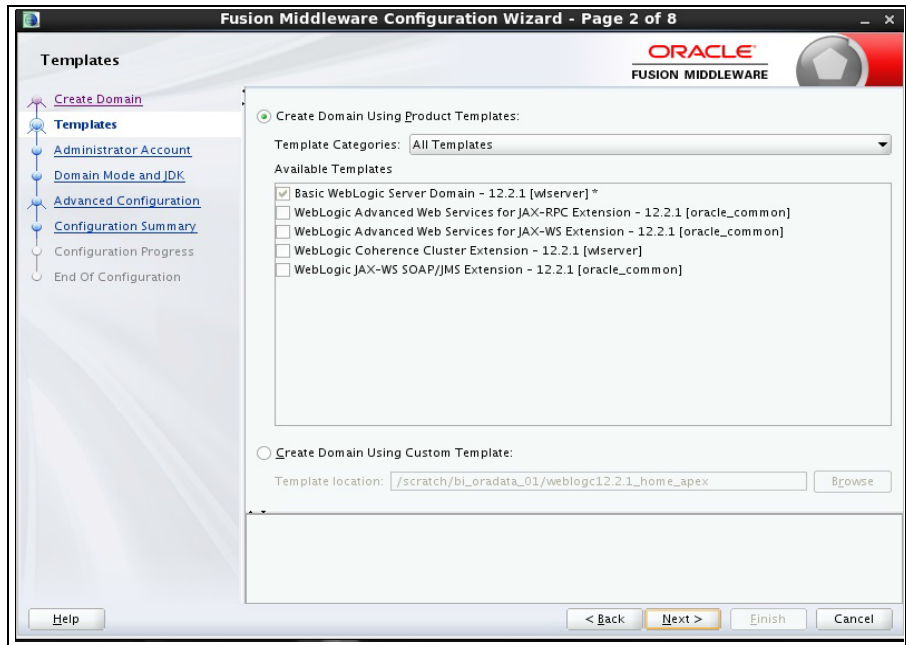 Fusion Middleware Configuration Wizard - Page 2 of 8
Templates
ORACLE
FUSION MIDDLEWARE
Create Domain
Templates
Administrator Account
Domain Mode and JDK
Advanced Configuration
Configuration Summary
Configuration Progress
End Of Configuration
Create Domain Using Product Templates:
Template Categories: All Templates
Available Templates
Basic WebLogic Server Domain - 12.2.1 [wlserver] *
WebLogic Advanced Web Services for JAX-RPC Extension - 12.2.1 [oracle_common]
WebLogic Advanced Web Services for JAX-WS Extension - 12.2.1 [oracle_common]
WebLogic Coherence Cluster Extension - 12.2.1 [wlserver]
WebLogic JAX-WS SOAP/JMS Extension - 12.2.1 [oracle_common]
Create Domain Using Custom Template:
Template location: /scratch/bi_oradata_01/weblogc12.2.1_home_apex Browse
Help < Back Next > Finish Cancel